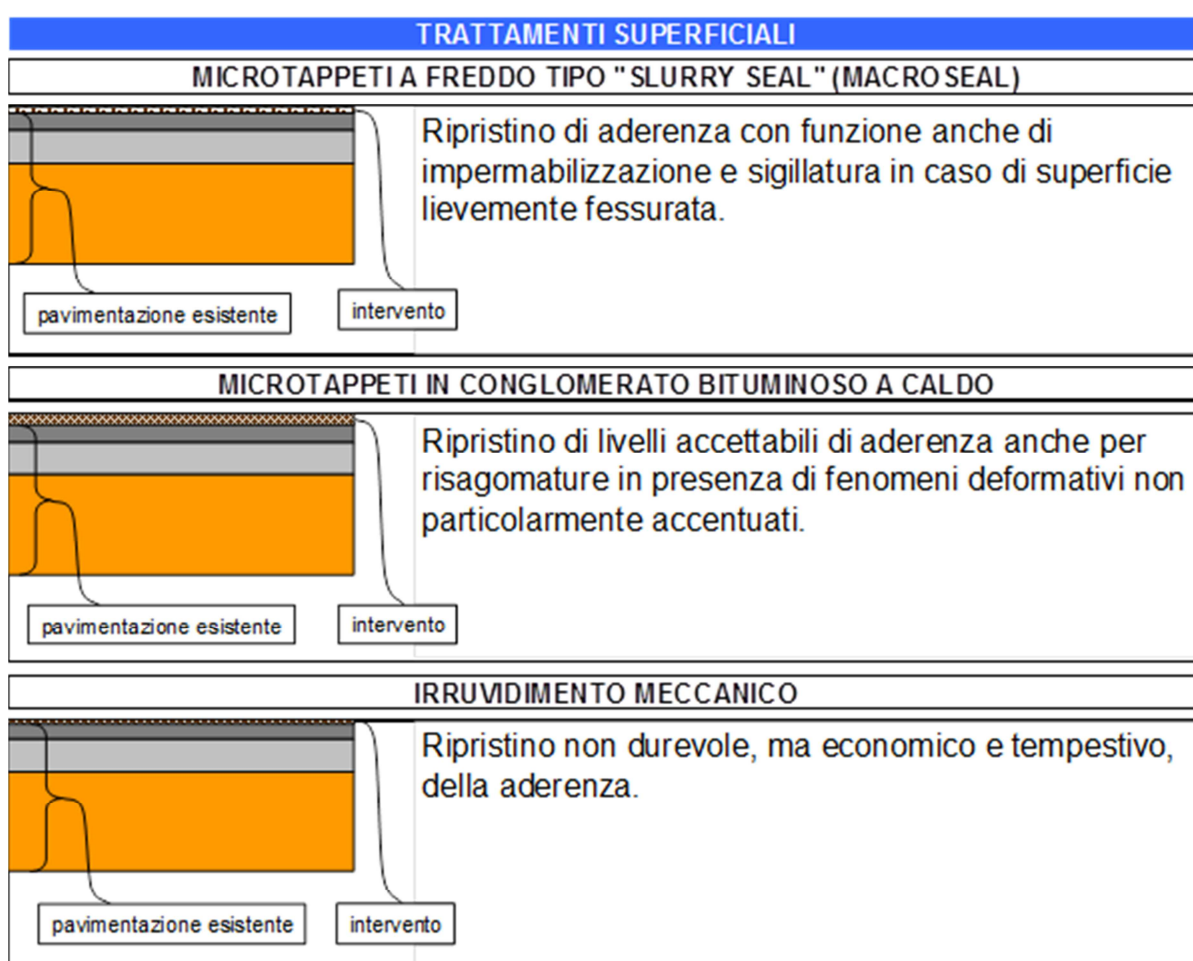 TRATTAMENTI SUPERFICIALI
MICROTAPPETI A FREDDO TIPO "SLURRY SEAL" (MACROSEAL)
Ripristino di aderenza con funzione anche di
impermabilizzazione e sigillatura in caso di superficie
lievemente fessurata.
pavimentazione esistente
intervento
MICROTAPPETI IN CONGLOMERATO BITUMINOSO A CALDO
Ripristino di livelli accettabili di aderenza anche per
risagomature in presenza di fenomeni deformativi non
particolarmente accentuati.
pavimentazione esistente
intervento
IRRUVIDIMENTO MECCANICO
Ripristino non durevole, ma economico e tempestivo,
della aderenza.
pavimentazione esistente
intervento